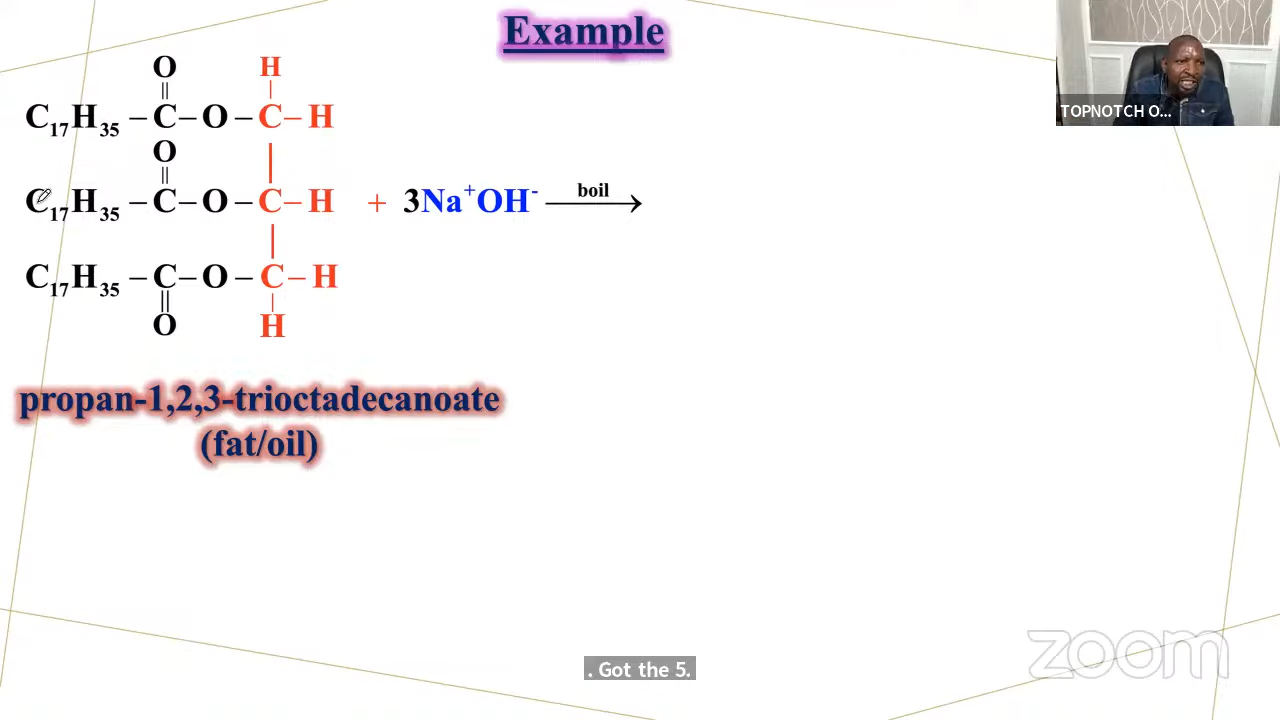 Example
TOPNOTCH O...
O H
|| |
C17H35 – C – O – C – H
O |
|| 
C17H35 – C – O – C – H + 3Na+OH- boil ⟶
|
C17H35 – C – O – C – H
|| |
O H
propan-1,2,3-trioctadecanoate
(fat/oil)
. Got the 5.
zoom